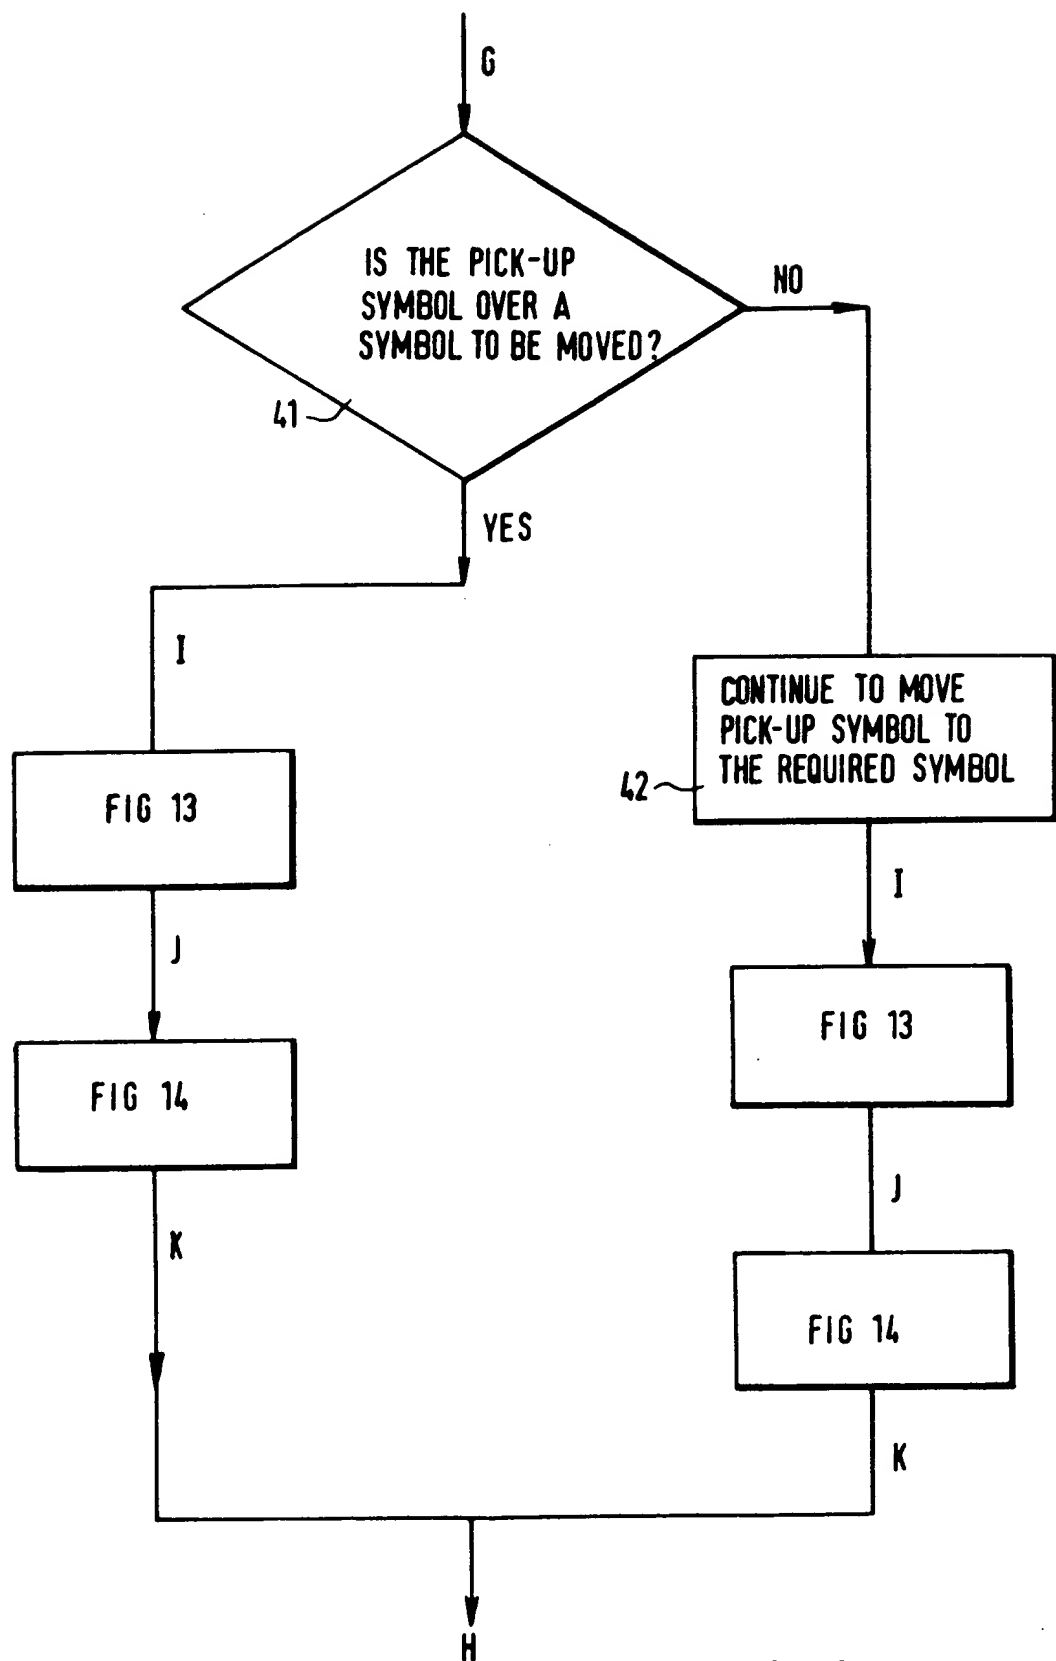 G
IS THE PICK-UP
SYMBOL OVER A
SYMBOL TO BE MOVED?
NO
41
YES
I
CONTINUE TO MOVE
PICK-UP SYMBOL TO
THE REQUIRED SYMBOL
42
FIG 13
I
J
FIG 13
FIG 14
J
K
FIG 14
K
H